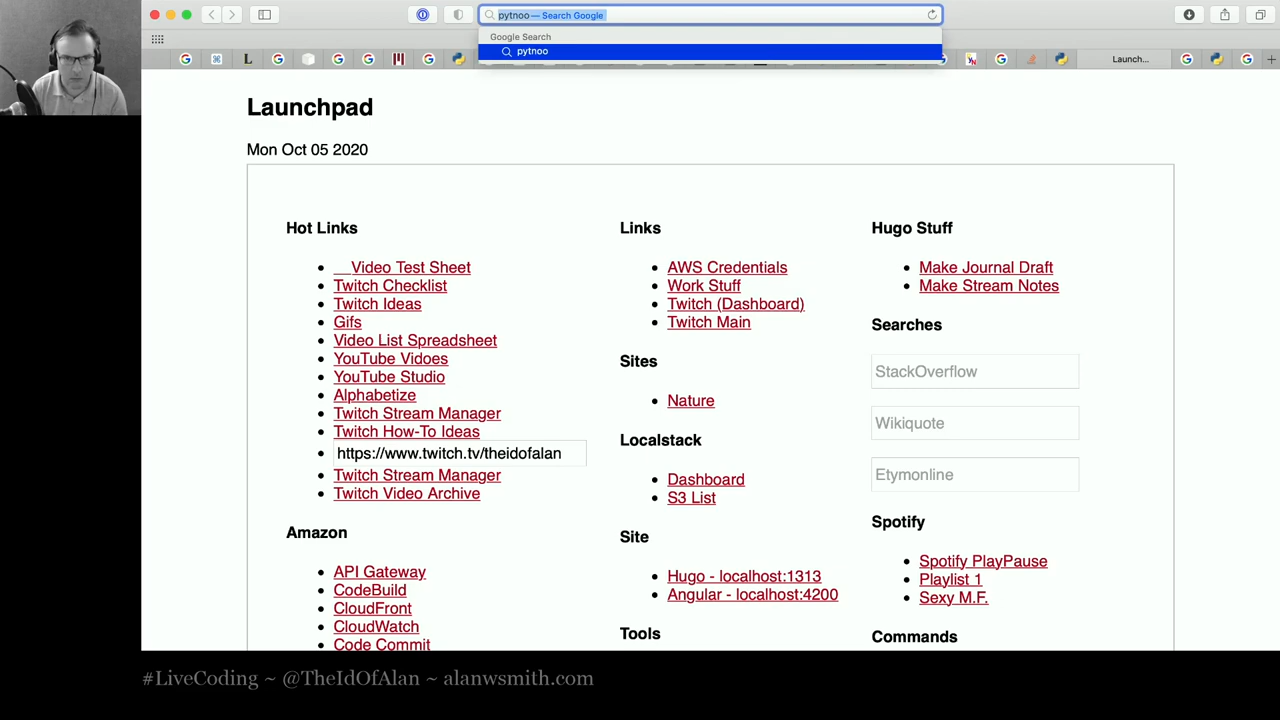 pytnoo — Search Google
Google Search
pytnoo
Launch...
Launchpad
Mon Oct 05 2020
Hot Links
__Video Test Sheet
Twitch Checklist
Twitch Ideas
Gifs
Video List Spreadsheet
YouTube Vidoes
YouTube Studio
Alphabetize
Twitch Stream Manager
Twitch How-To Ideas
https://www.twitch.tv/theidofalan
Twitch Stream Manager
Twitch Video Archive
Amazon
API Gateway
CodeBuild
CloudFront
CloudWatch
Code Commit
Links
AWS Credentials
Work Stuff
Twitch (Dashboard)
Twitch Main
Sites
Nature
Localstack
Dashboard
S3 List
Site
Hugo - localhost:1313
Angular - localhost:4200
Tools
Hugo Stuff
Make Journal Draft
Make Stream Notes
Searches
StackOverflow
Wikiquote
Etymonline
Spotify
Spotify PlayPause
Playlist 1
Sexy M.F.
Commands
#LiveCoding ~ @TheIdOfAlan ~ alanwsmith.com